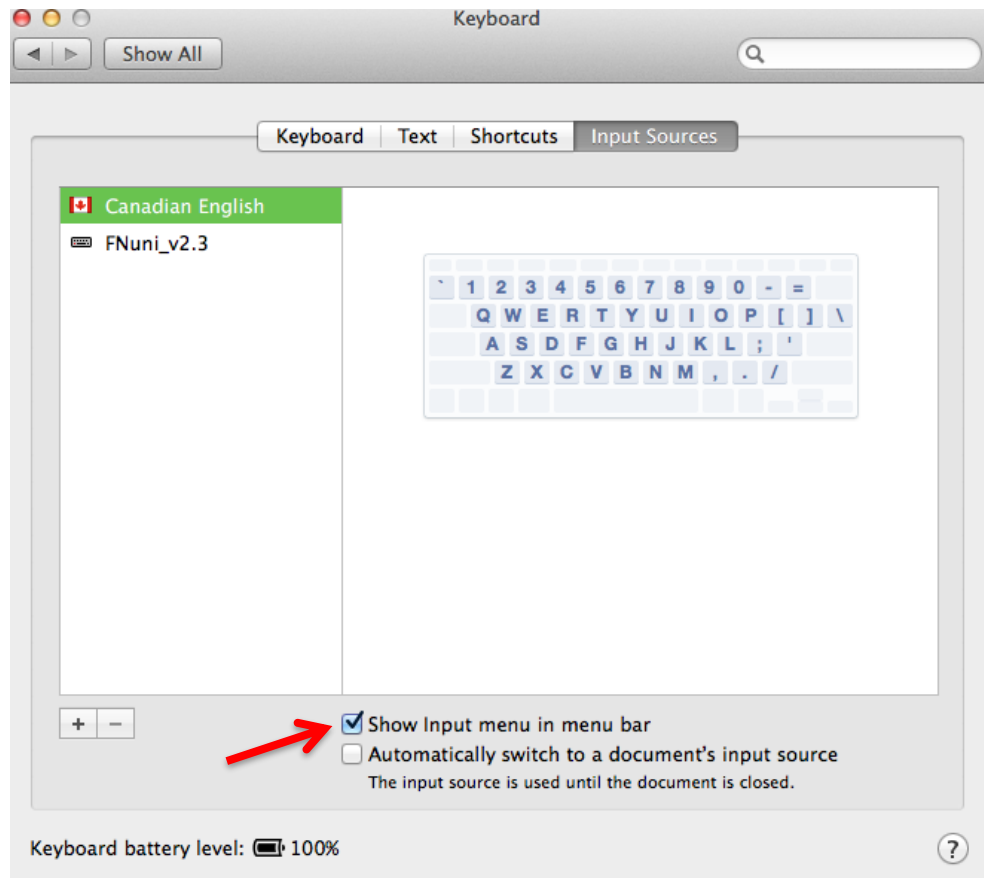 Keyboard
Show All
Keyboard Text Shortcuts Input Sources
Canadian English
FNuni_v2.3
` 1 2 3 4 5 6 7 8 9 0 - =
Q W E R T Y U I O P [ ] \
A S D F G H J K L ; '
Z X C V B N M , . /
+ -
Show Input menu in menu bar
Automatically switch to a document's input source
The input source is used until the document is closed.
Keyboard battery level: 100%
?